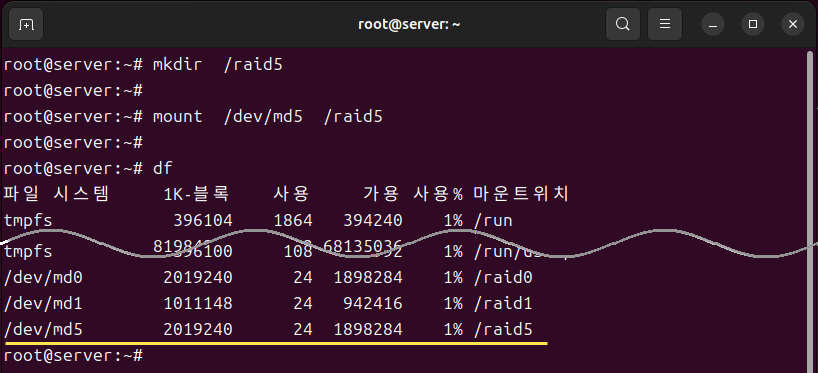 root@server: ~
root@server:~# mkdir  /raid5
root@server:~#
root@server:~# mount  /dev/md5  /raid5
root@server:~#
root@server:~# df
파일 시스템     1K-블록    사용    가용 사용% 마운트위치
tmpfs            396104    1864  394240    1% /run
tmpfs            396100     108    1% /run/
/dev/md0        2019240      24 1898284    1% /raid0
/dev/md1        1011148      24  942416    1% /raid1
/dev/md5        2019240      24 1898284    1% /raid5
root@server:~#